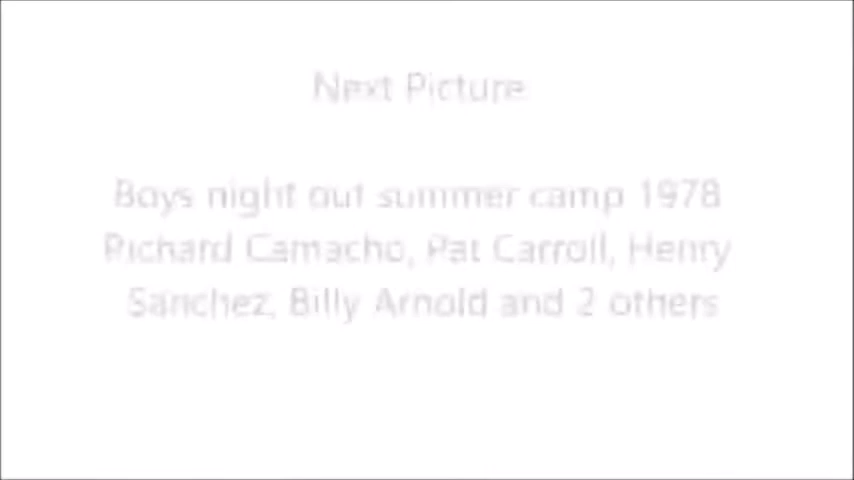 Next Picture
Boys night out summer camp 1978
Richard Camacho, Pat Carroll, Henry
Sanchez, Billy Arnold and 2 others